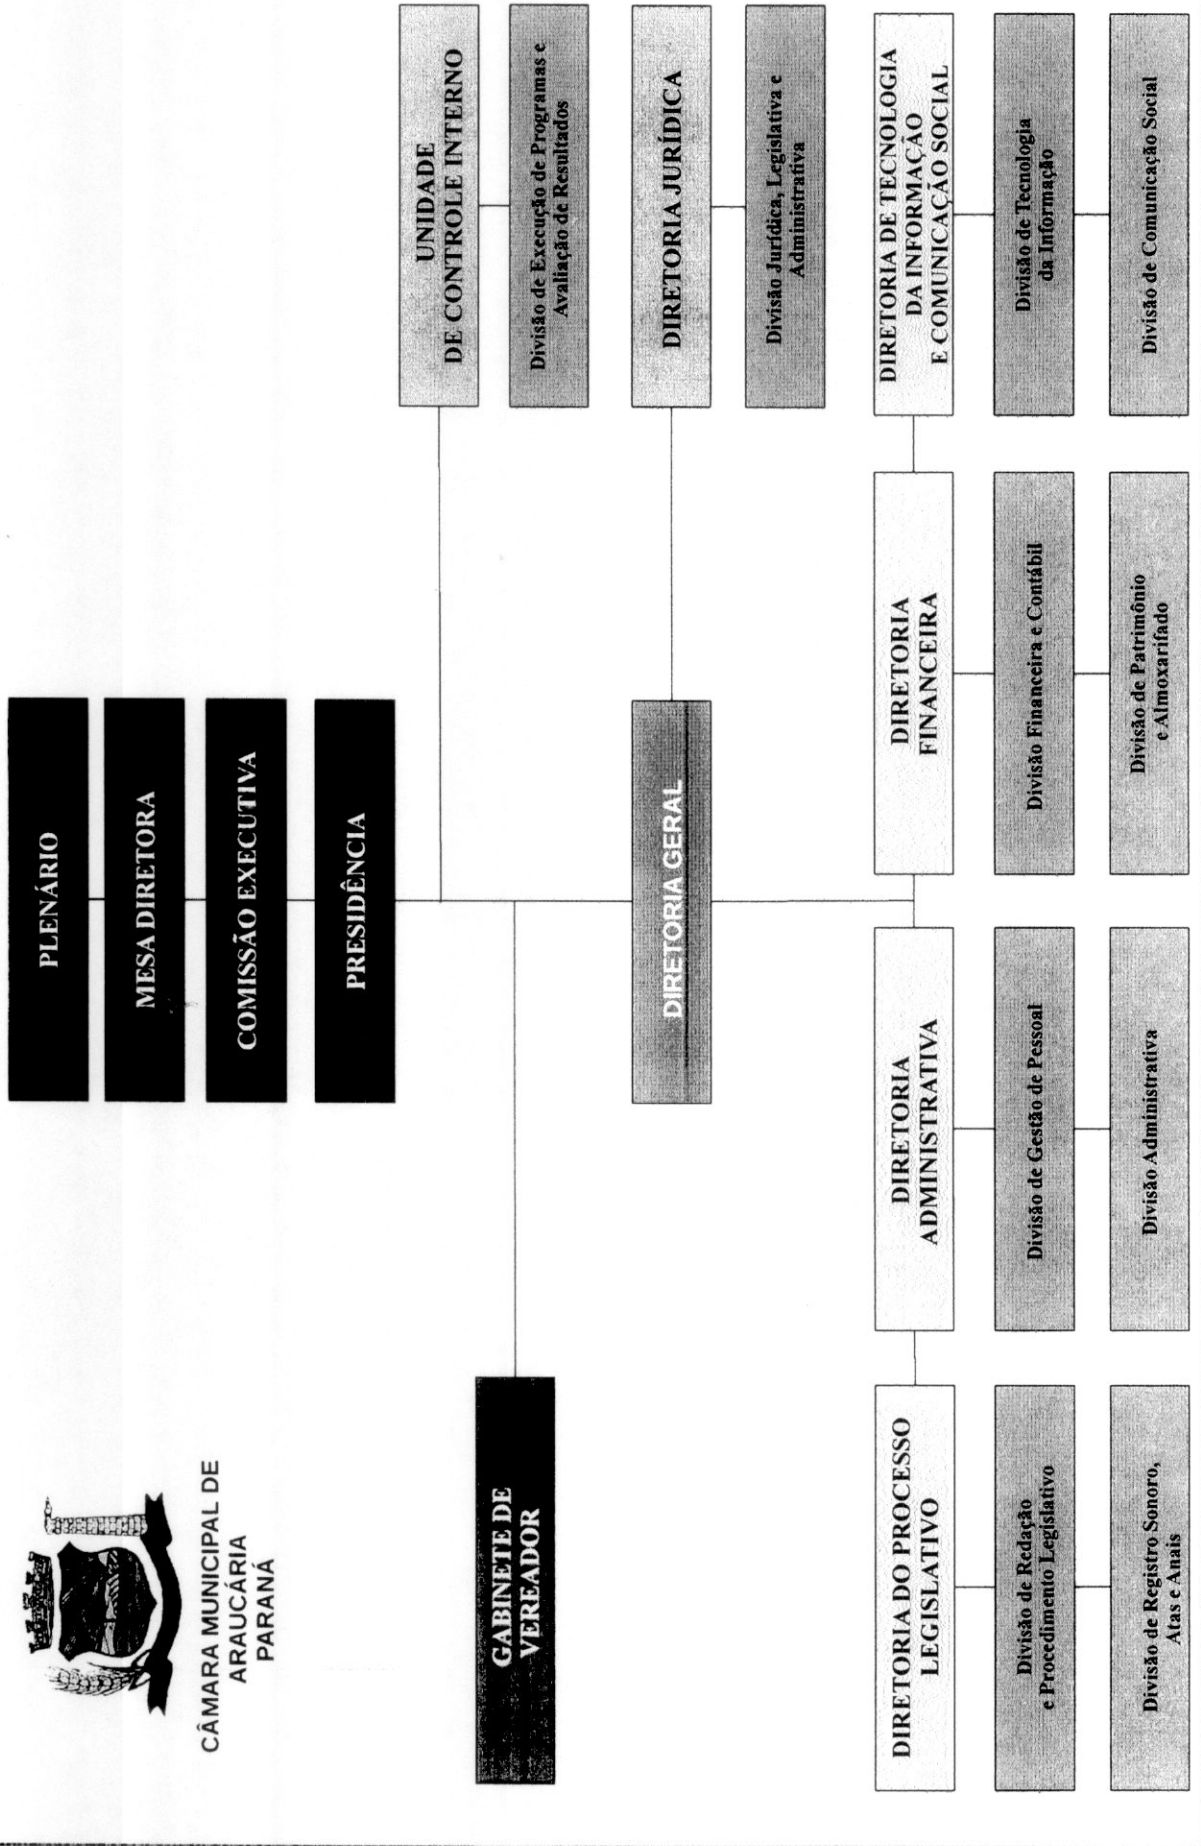 CÂMARA MUNICIPAL DE
ARAUCÁRIA
PARANÁ
PLENÁRIO
MESA DIRETORA
COMISSÃO EXECUTIVA
PRESIDÊNCIA
UNIDADE
DE CONTROLE INTERNO
Divisão de Execução de Programas e
Avaliação de Resultados
GABINETE DE
VEREADOR
DIRETORIA GERAL
DIRETORIA JURÍDICA
Divisão Jurídica, Legislativa e
Administrativa
DIRETORIA DO PROCESSO
LEGISLATIVO
Divisão de Redação
e Procedimento Legislativo
Divisão de Registro Sonoro,
Atas e Anais
DIRETORIA
ADMINISTRATIVA
Divisão de Gestão de Pessoal
Divisão Administrativa
DIRETORIA
FINANCEIRA
Divisão Financeira e Contábil
Divisão de Patrimônio
e Almoxarifado
DIRETORIA DE TECNOLOGIA
DA INFORMAÇÃO
E COMUNICAÇÃO SOCIAL
Divisão de Tecnologia
da Informação
Divisão de Comunicação Social